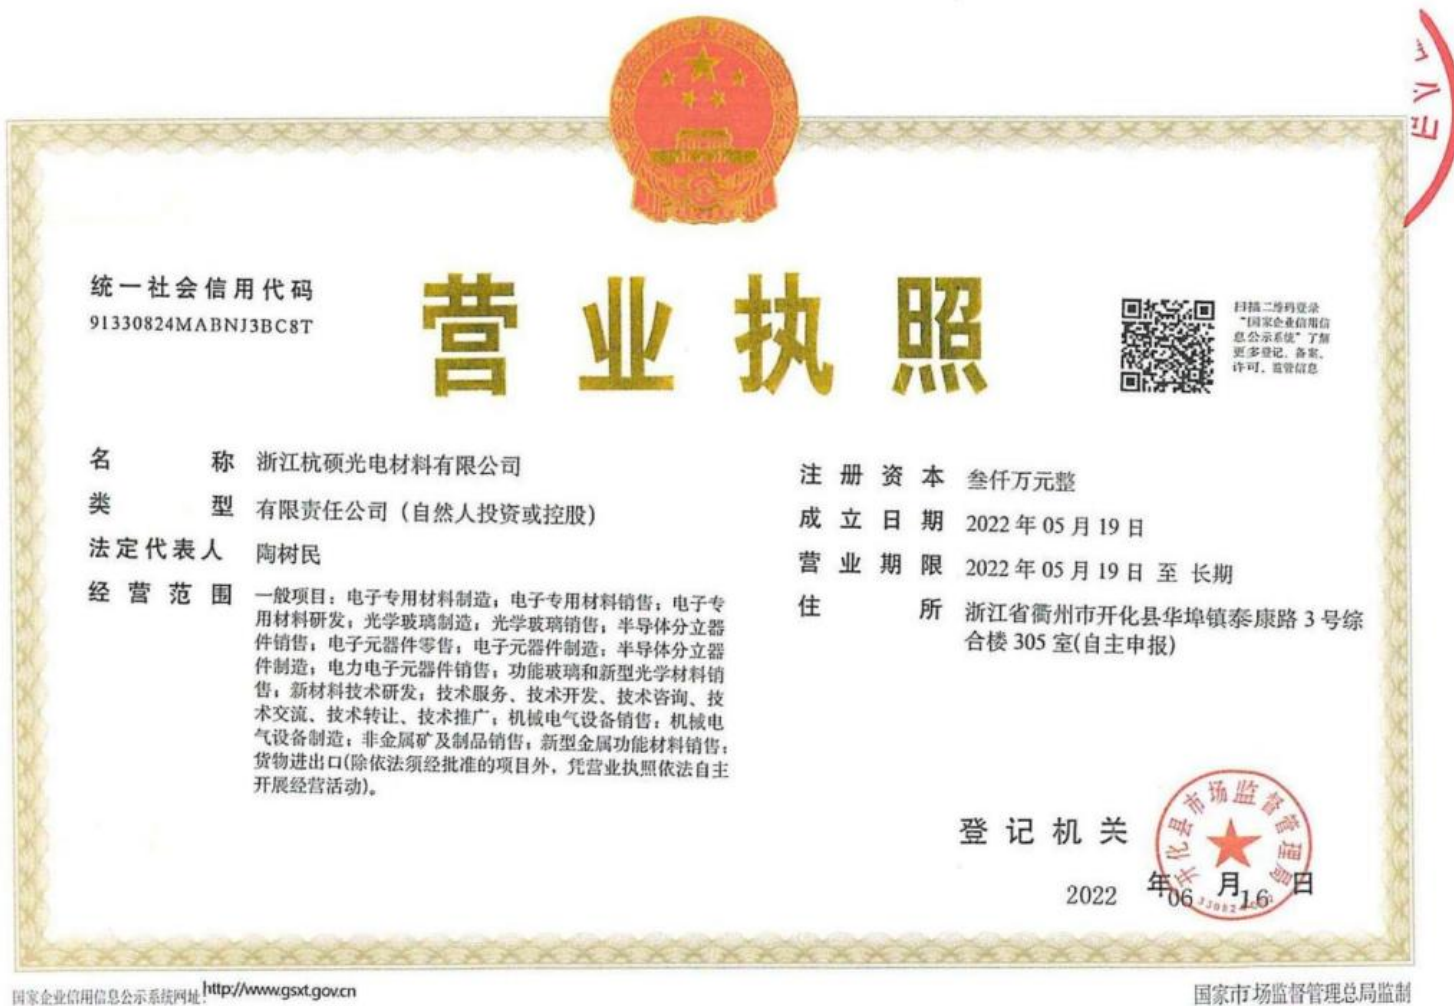 统一社会信用代码
91330824MABNJ3BC8T
营业执照
扫描二维码登录
“国家企业信用信
息公示系统”了解
更多登记、备案、
许可、监管信息
名称 浙江杭硕光电材料有限公司
类型 有限责任公司（自然人投资或控股）
法定代表人 陶树民
经营范围 一般项目：电子专用材料制造；电子专用材料销售；电子专
用材料研发；光学玻璃制造；光学玻璃销售；半导体分立器
件销售；电子元器件零售；电子元器件制造；半导体分立器
件制造；电力电子元器件销售；功能玻璃和新型光学材料销
售；新材料技术研发；技术服务、技术开发、技术咨询、技
术交流、技术转让、技术推广；机械电气设备销售；机械电
气设备制造；非金属矿及制品销售；新型金属功能材料销售；
货物进出口(除依法须经批准的项目外，凭营业执照依法自主
开展经营活动)。
注册资本 叁仟万元整
成立日期 2022年05月19日
营业期限 2022年05月19日 至 长期
住所 浙江省衢州市开化县华埠镇泰康路3号综
合楼305室(自主申报)
登记机关
开化县市场监督管理局
2022年06月16日
公司
国家企业信用信息公示系统网址:http://www.gsxt.gov.cn
国家市场监督管理总局监制